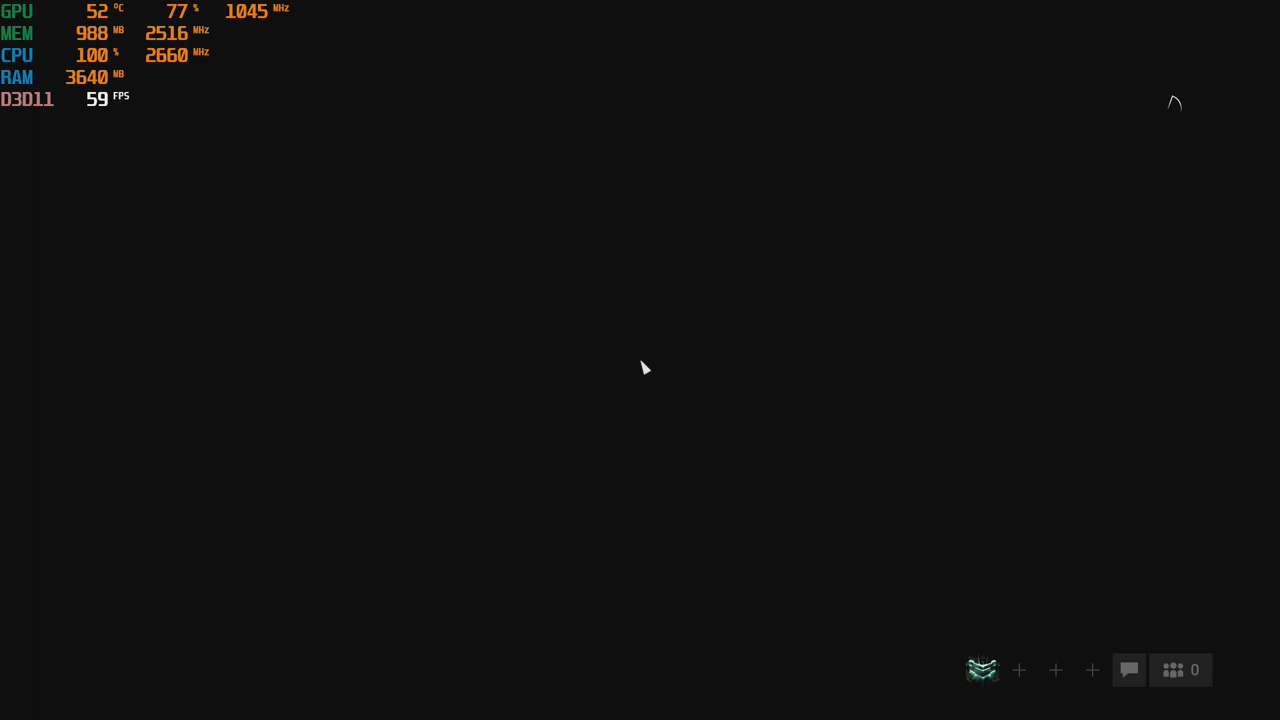 GPU 52 °C 77 % 1045 MHz
MEM 988 MB 2516 MHz
CPU 100 % 2660 MHz
RAM 3640 MB
D3D11 59 FPS
0